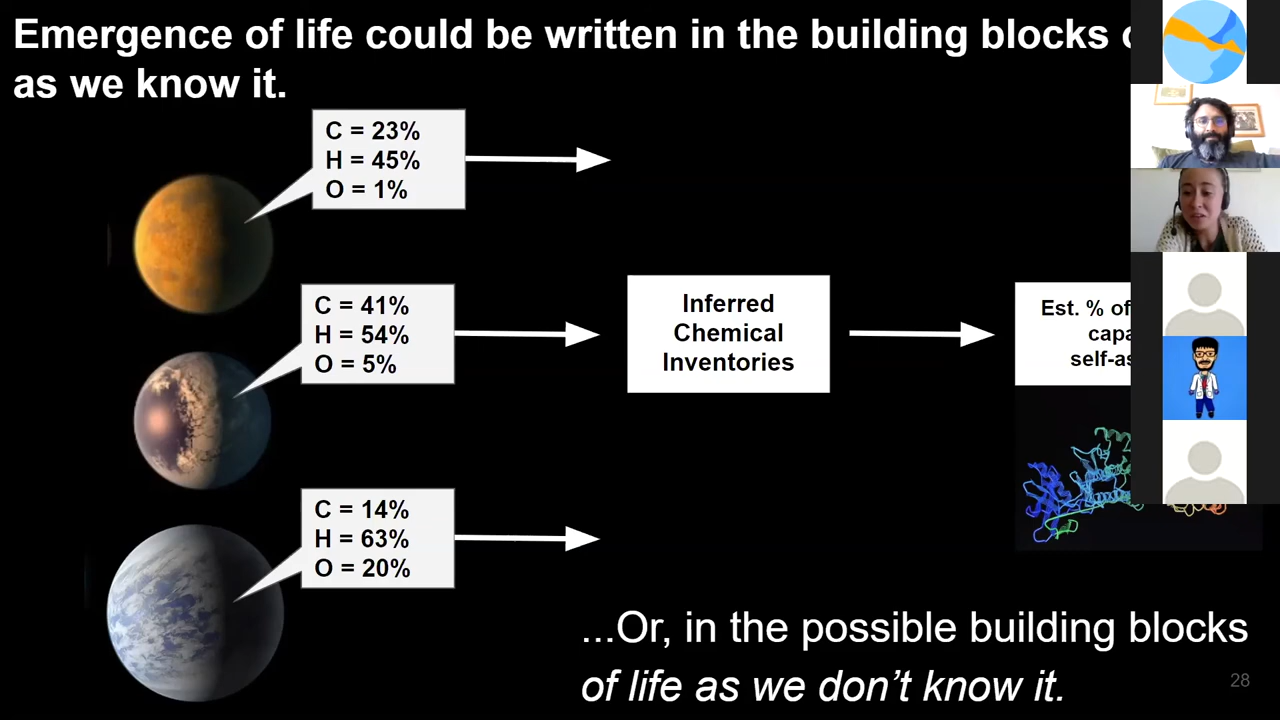 Emergence of life could be written in the building blocks
as we know it.
C = 23%
H = 45%
O = 1%
C = 41%
H = 54%
O = 5%
Inferred
Chemical
Inventories
Est. % of
self-as
C = 14%
H = 63%
O = 20%
...Or, in the possible building blocks
of life as we don't know it.
28